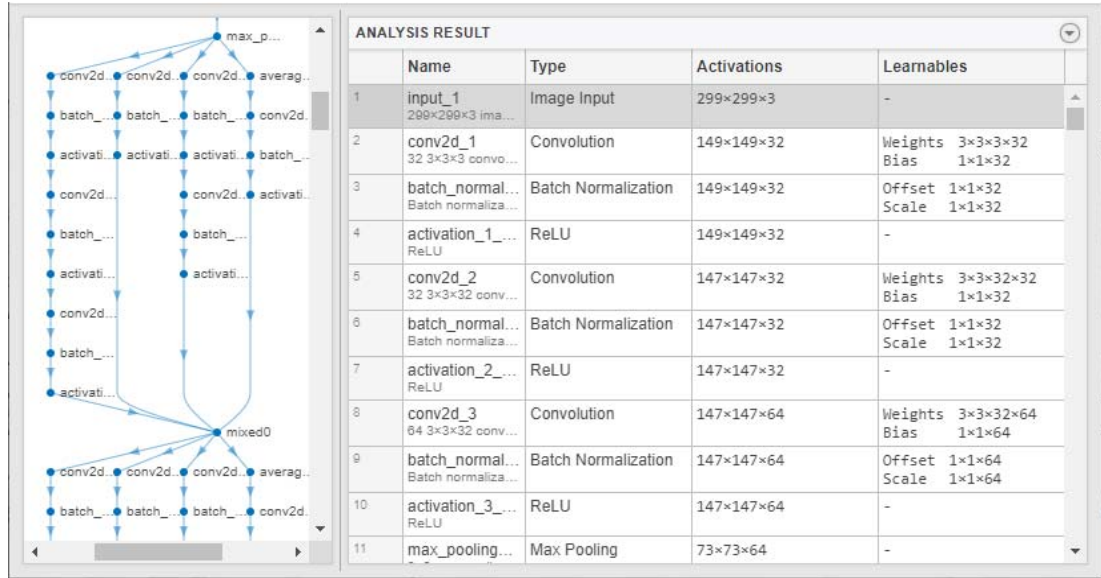 max_p...
conv2d... conv2d... conv2d... averag...
batch_... batch_... batch_... conv2d...
activati... activati... activati... batch_...
conv2d... conv2d... activati...
batch_... batch_...
activati... activati...
conv2d...
batch_...
activati...
mixed0
conv2d... conv2d... conv2d... averag...
batch_... batch_... batch_... conv2d...
ANALYSIS RESULT
Name Type Activations Learnables
1 input_1 Image Input 299×299×3 -
299×299×3 ima...
2 conv2d_1 Convolution 149×149×32 Weights 3×3×3×32
32 3×3×3 convo... Bias 1×1×32
3 batch_normal... Batch Normalization 149×149×32 Offset 1×1×32
Batch normaliza... Scale 1×1×32
4 activation_1_... ReLU 149×149×32 -
ReLU
5 conv2d_2 Convolution 147×147×32 Weights 3×3×32×32
32 3×3×32 conv... Bias 1×1×32
6 batch_normal... Batch Normalization 147×147×32 Offset 1×1×32
Batch normaliza... Scale 1×1×32
7 activation_2_... ReLU 147×147×32 -
ReLU
8 conv2d_3 Convolution 147×147×64 Weights 3×3×32×64
64 3×3×32 conv... Bias 1×1×64
9 batch_normal... Batch Normalization 147×147×64 Offset 1×1×64
Batch normaliza... Scale 1×1×64
10 activation_3_... ReLU 147×147×64 -
ReLU
11 max_pooling... Max Pooling 73×73×64 -